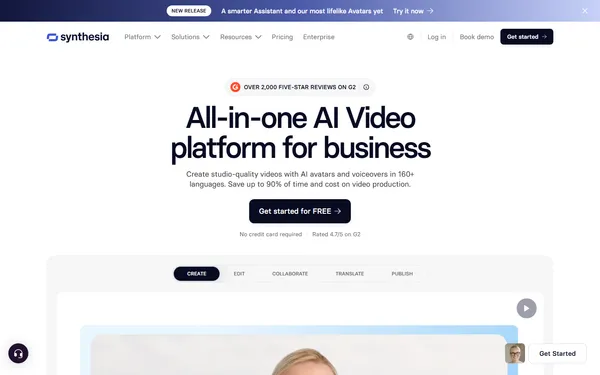 NEW RELEASE A smarter Assistant and our most lifelike Avatars yet Try it now →
synthesia Platform Solutions Resources Pricing Enterprise Log in Book demo Get started →
OVER 2,000 FIVE-STAR REVIEWS ON G2
All-in-one AI Video
platform for business
Create studio-quality videos with AI avatars and voiceovers in 160+
languages. Save up to 90% of time and cost on video production.
Get started for FREE →
No credit card required Rated 4.7/5 on G2
CREATE EDIT COLLABORATE TRANSLATE PUBLISH
Get Started